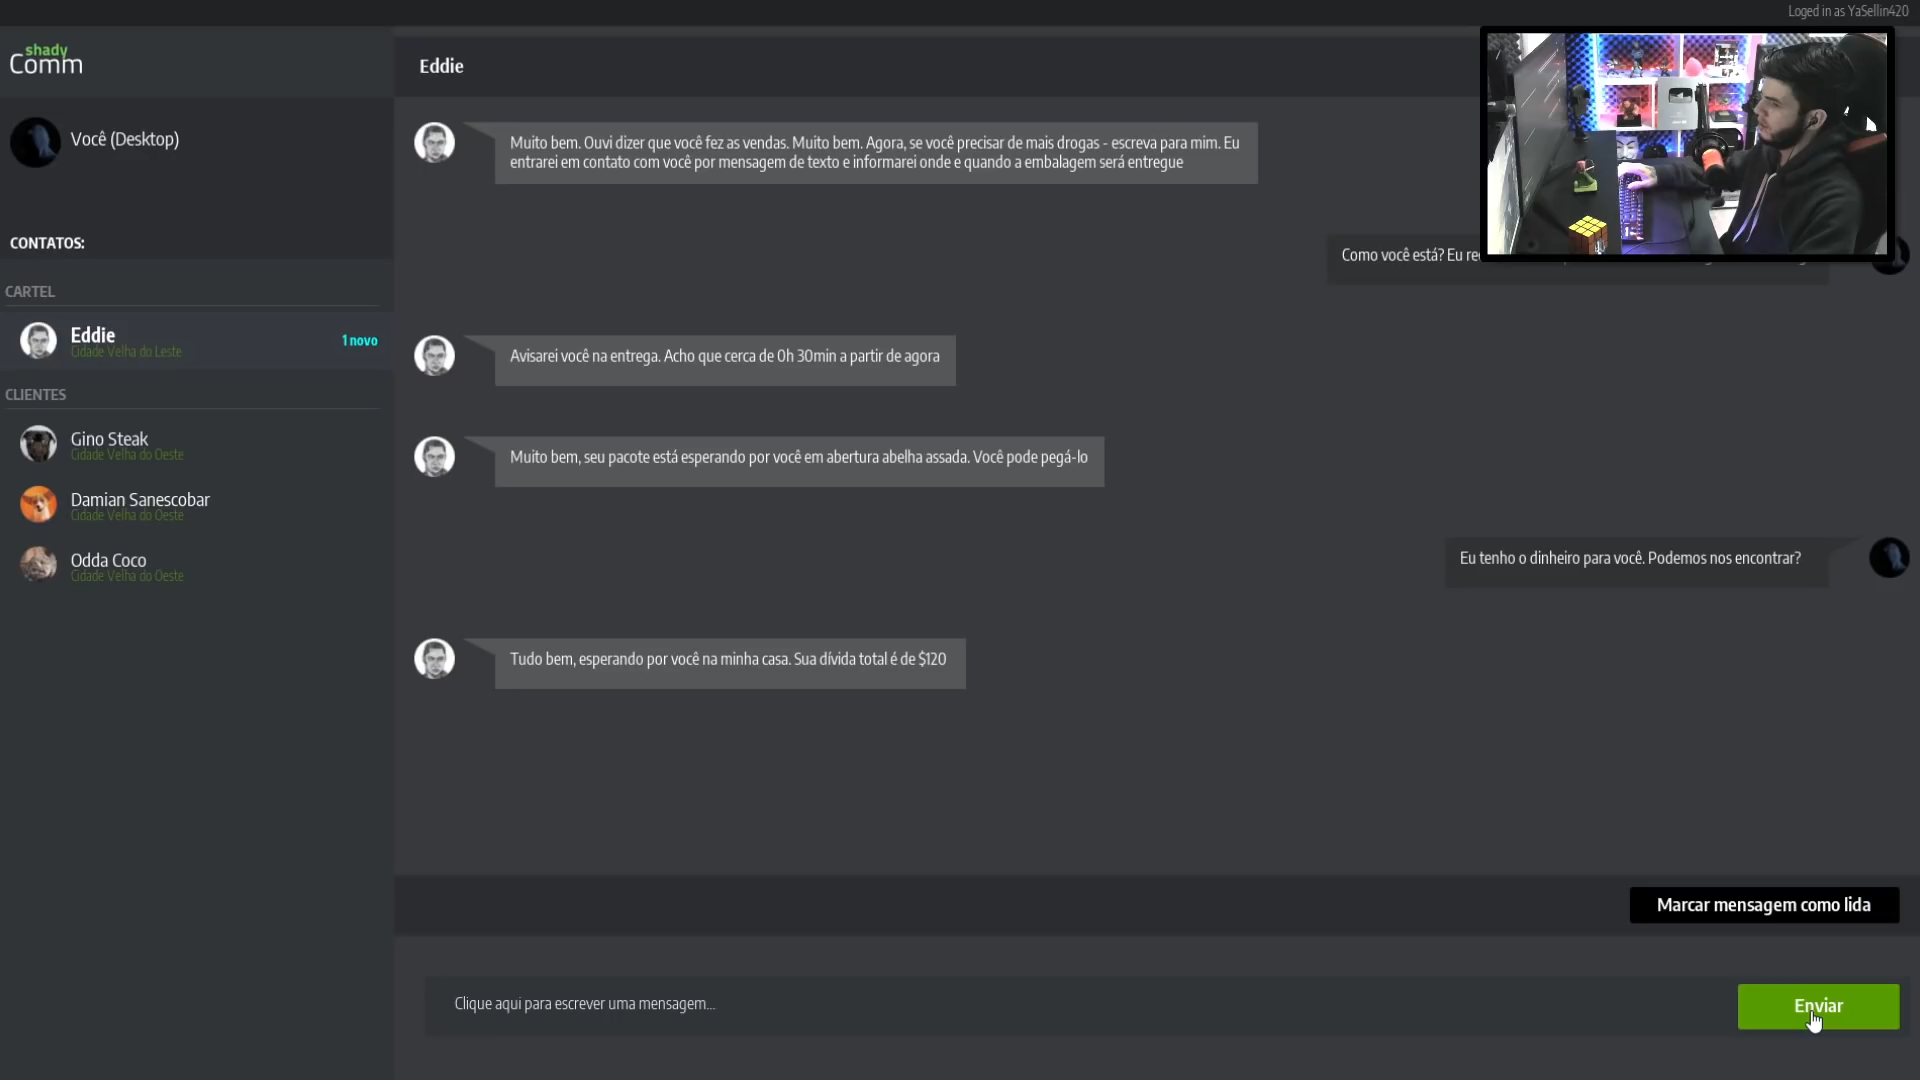 Loged in as YaSellin420
shady
Comm
Eddie
Você (Desktop)
CONTATOS:
CARTEL
Eddie
Cidade Velha do Leste
1 novo
CLIENTES
Gino Steak
Cidade Velha do Oeste
Damian Sanescobar
Cidade Velha do Oeste
Odda Coco
Cidade Velha do Oeste
Muito bem. Ouvi dizer que você fez as vendas. Muito bem. Agora, se você precisar de mais drogas - escreva para mim. Eu
entrarei em contato com você por mensagem de texto e informarei onde e quando a embalagem será entregue
Como você está? Eu
Avisarei você na entrega. Acho que cerca de 0h 30min a partir de agora
Muito bem, seu pacote está esperando por você em abertura abelha assada. Você pode pegá-lo
Eu tenho o dinheiro para você. Podemos nos encontrar?
Tudo bem, esperando por você na minha casa. Sua dívida total é de $120
Marcar mensagem como lida
Clique aqui para escrever uma mensagem...
Enviar